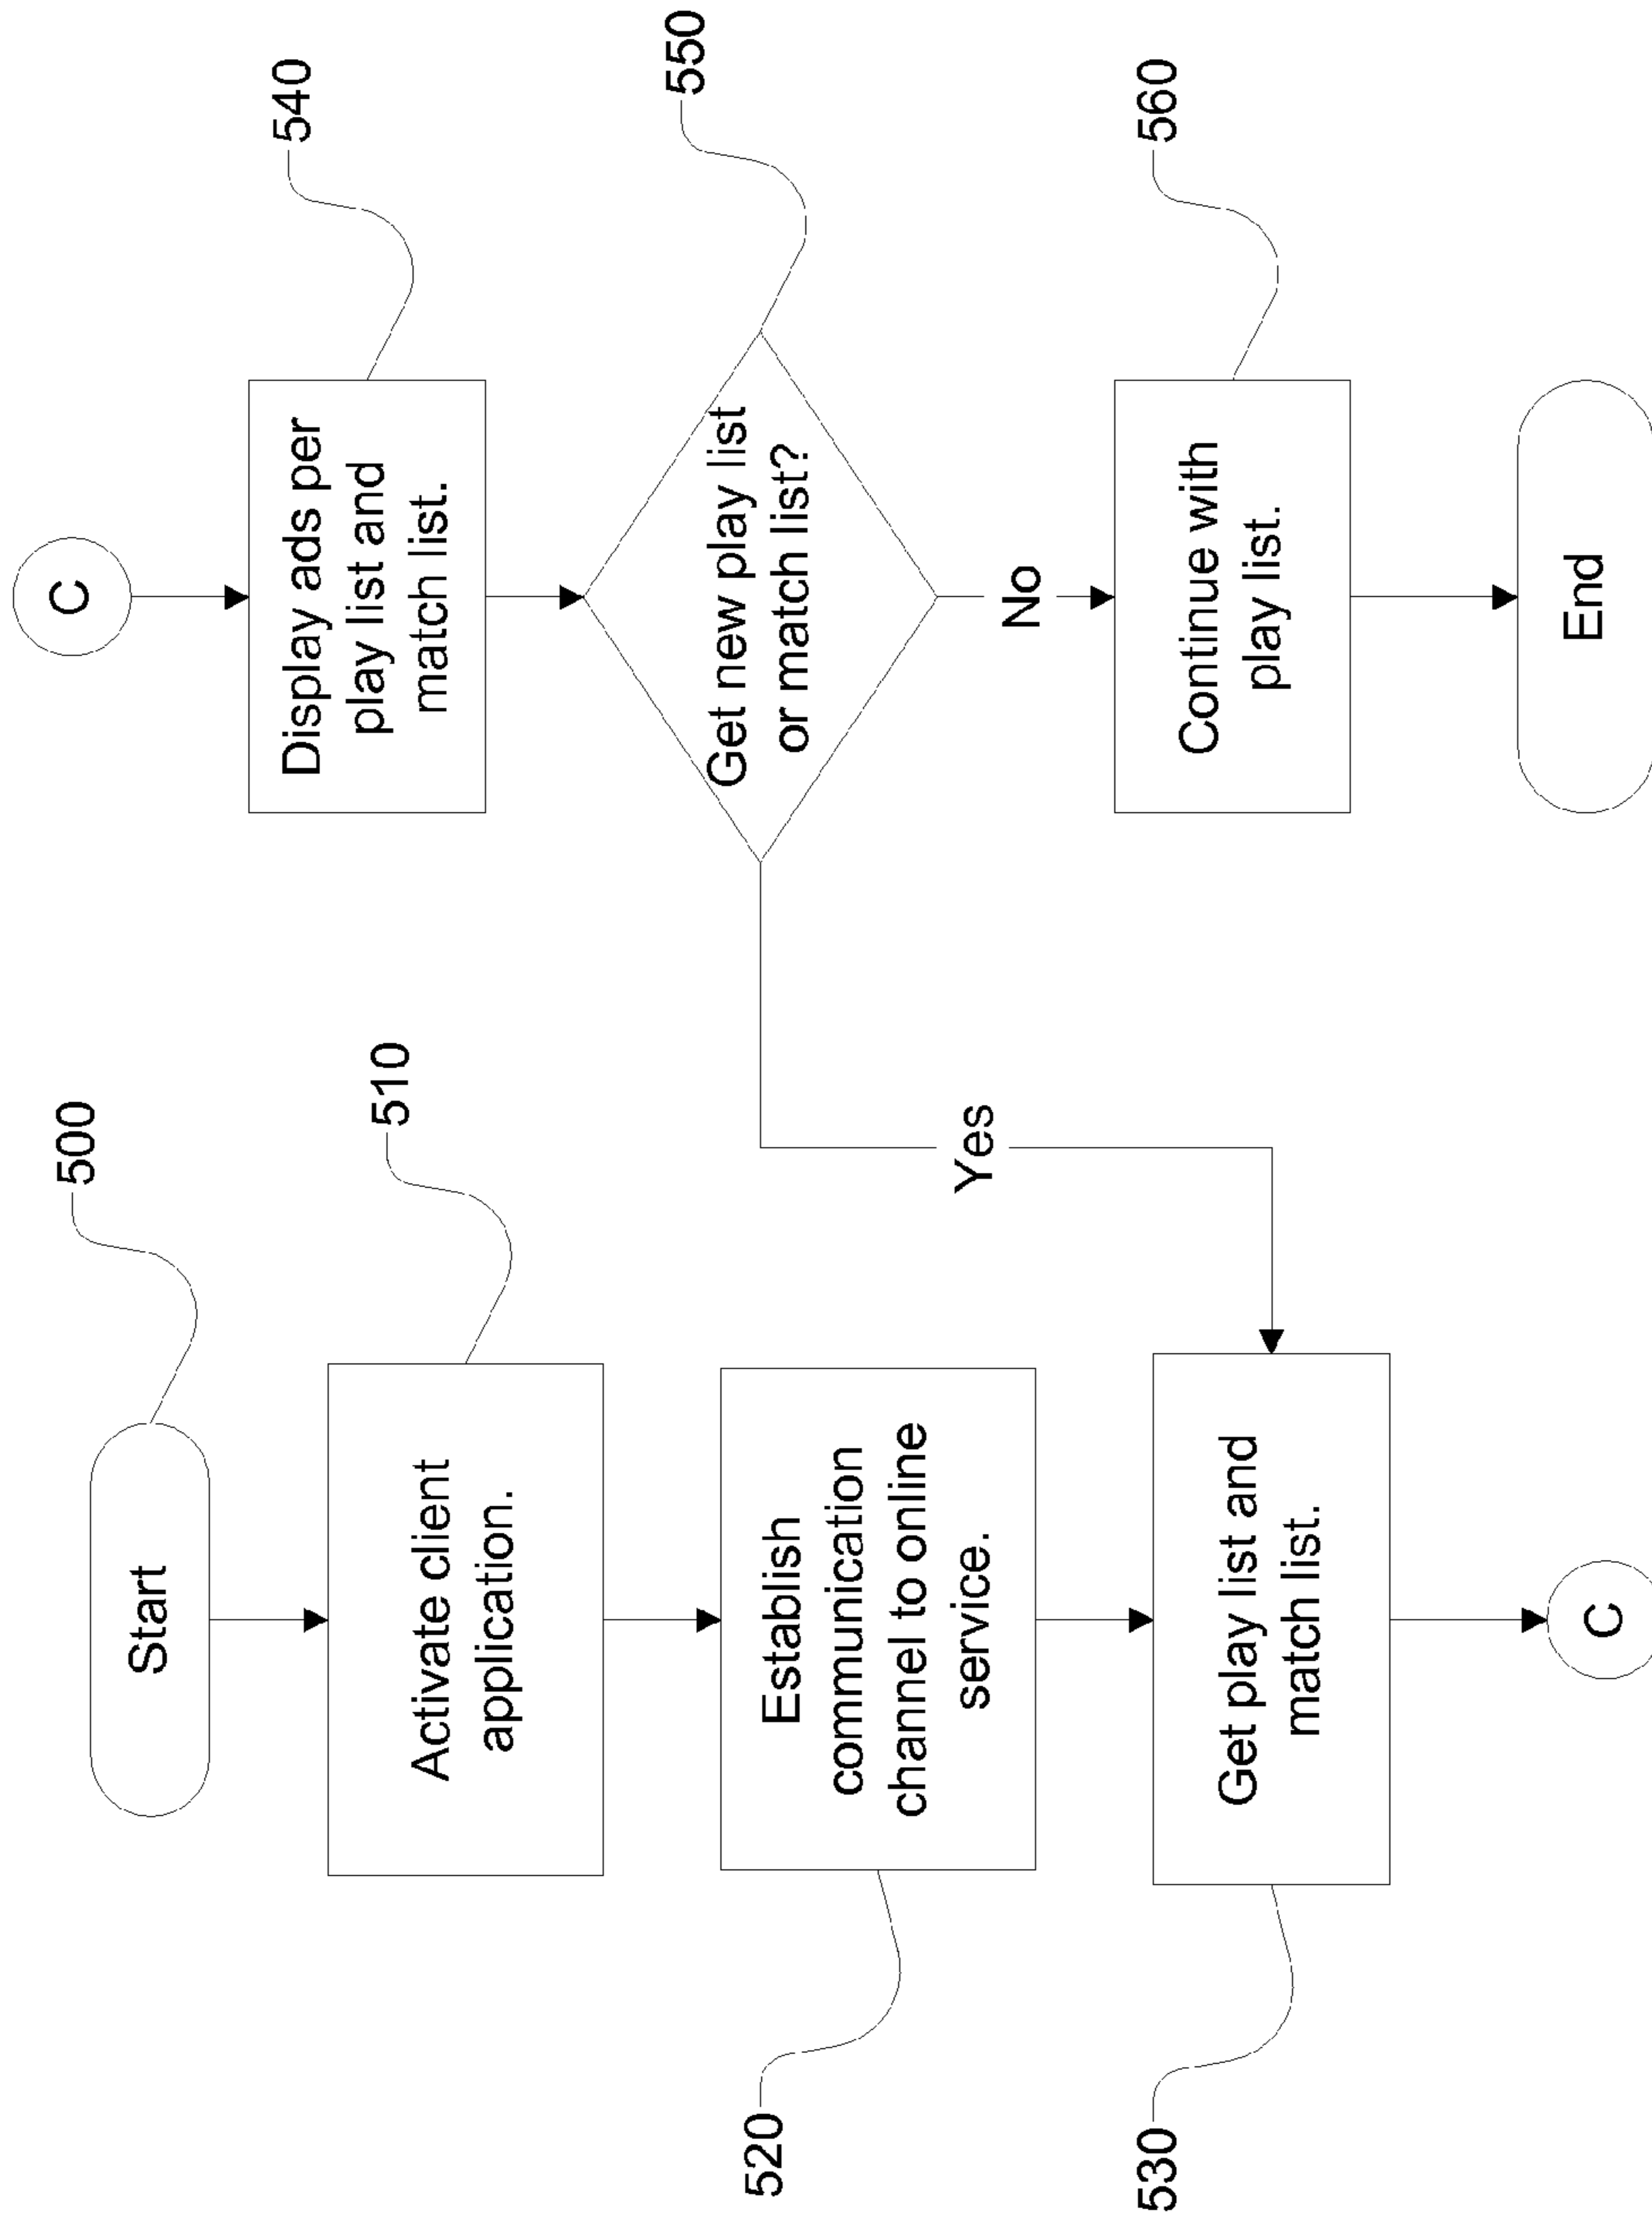 500
Start
510
Activate client
application.
520
Establish
communication
channel to online
service.
530
Get play list and
match list.
C
Yes
C
540
Display ads per
play list and
match list.
550
Get new play list
or match list?
No
560
Continue with
play list.
End